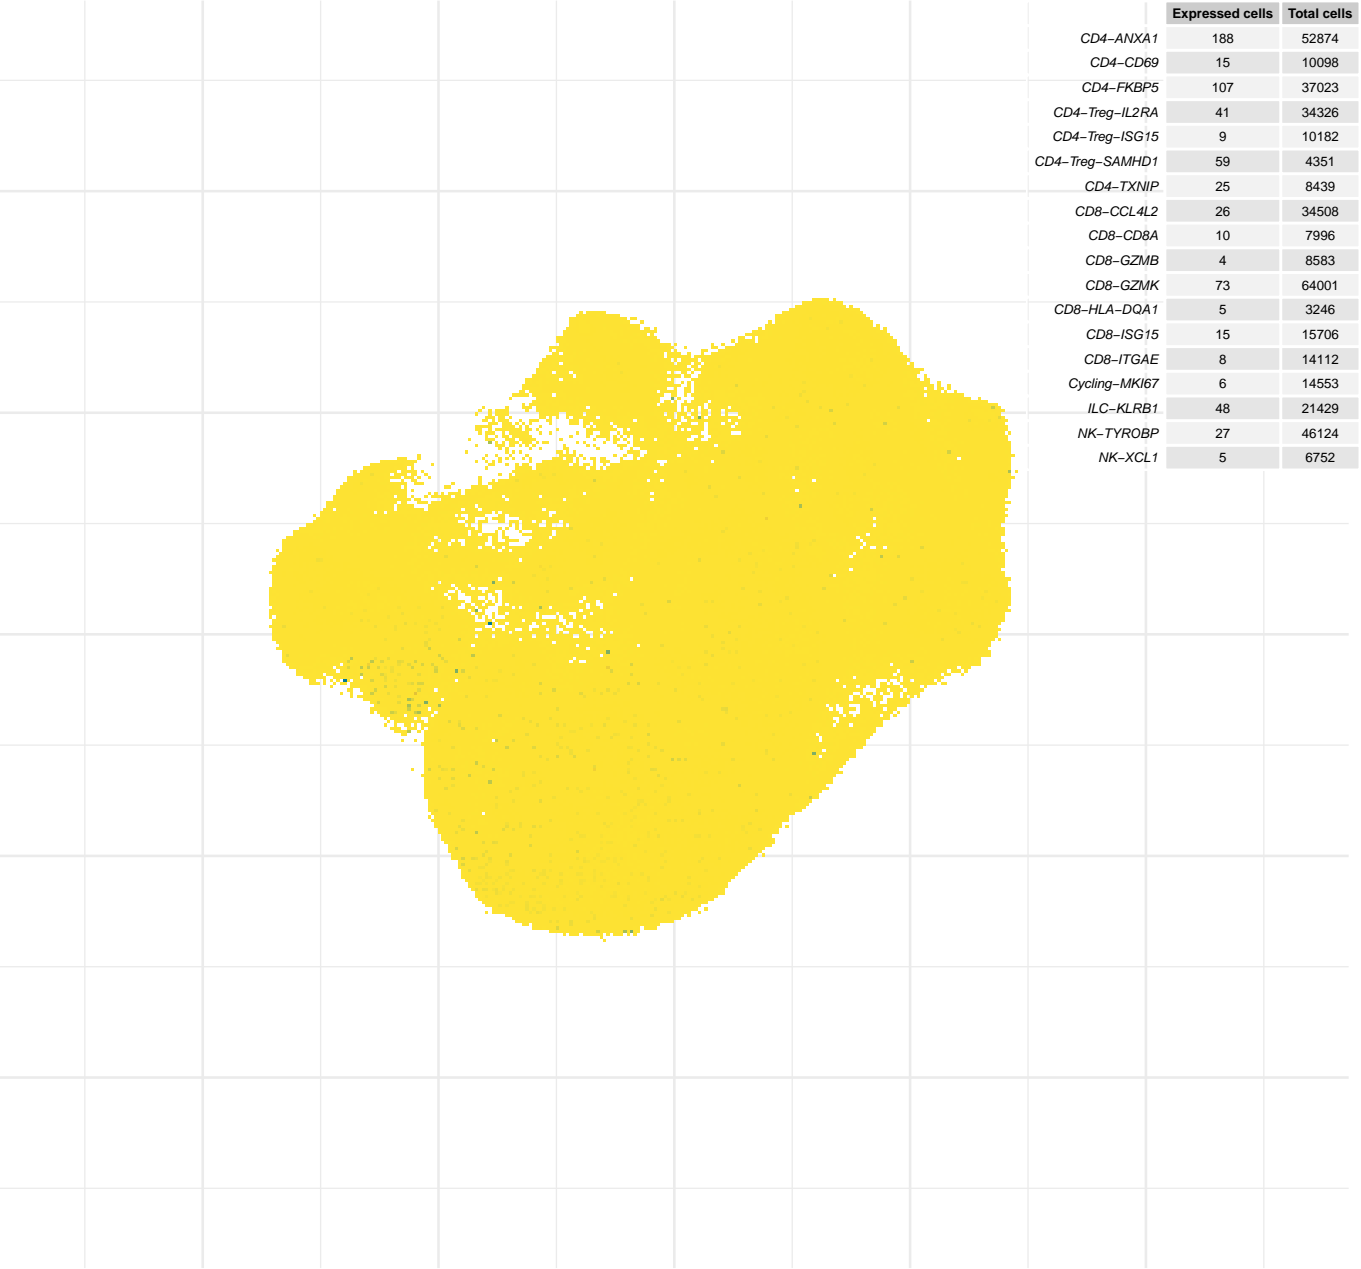 Expressed cells Total cells
CD4−ANXA1 188 52874
CD4−CD69 15 10098
CD4−FKBP5 107 37023
CD4−Treg−IL2RA 41 34326
CD4−Treg−ISG15 9 10182
CD4−Treg−SAMHD1 59 4351
CD4−TXNIP 25 8439
CD8−CCL4L2 26 34508
CD8−CD8A 10 7996
CD8−GZMB 4 8583
CD8−GZMK 73 64001
CD8−HLA−DQA1 5 3246
CD8−ISG15 15 15706
CD8−ITGAE 8 14112
Cycling−MKI67 6 14553
ILC−KLRB1 48 21429
NK−TYROBP 27 46124
NK−XCL1 5 6752